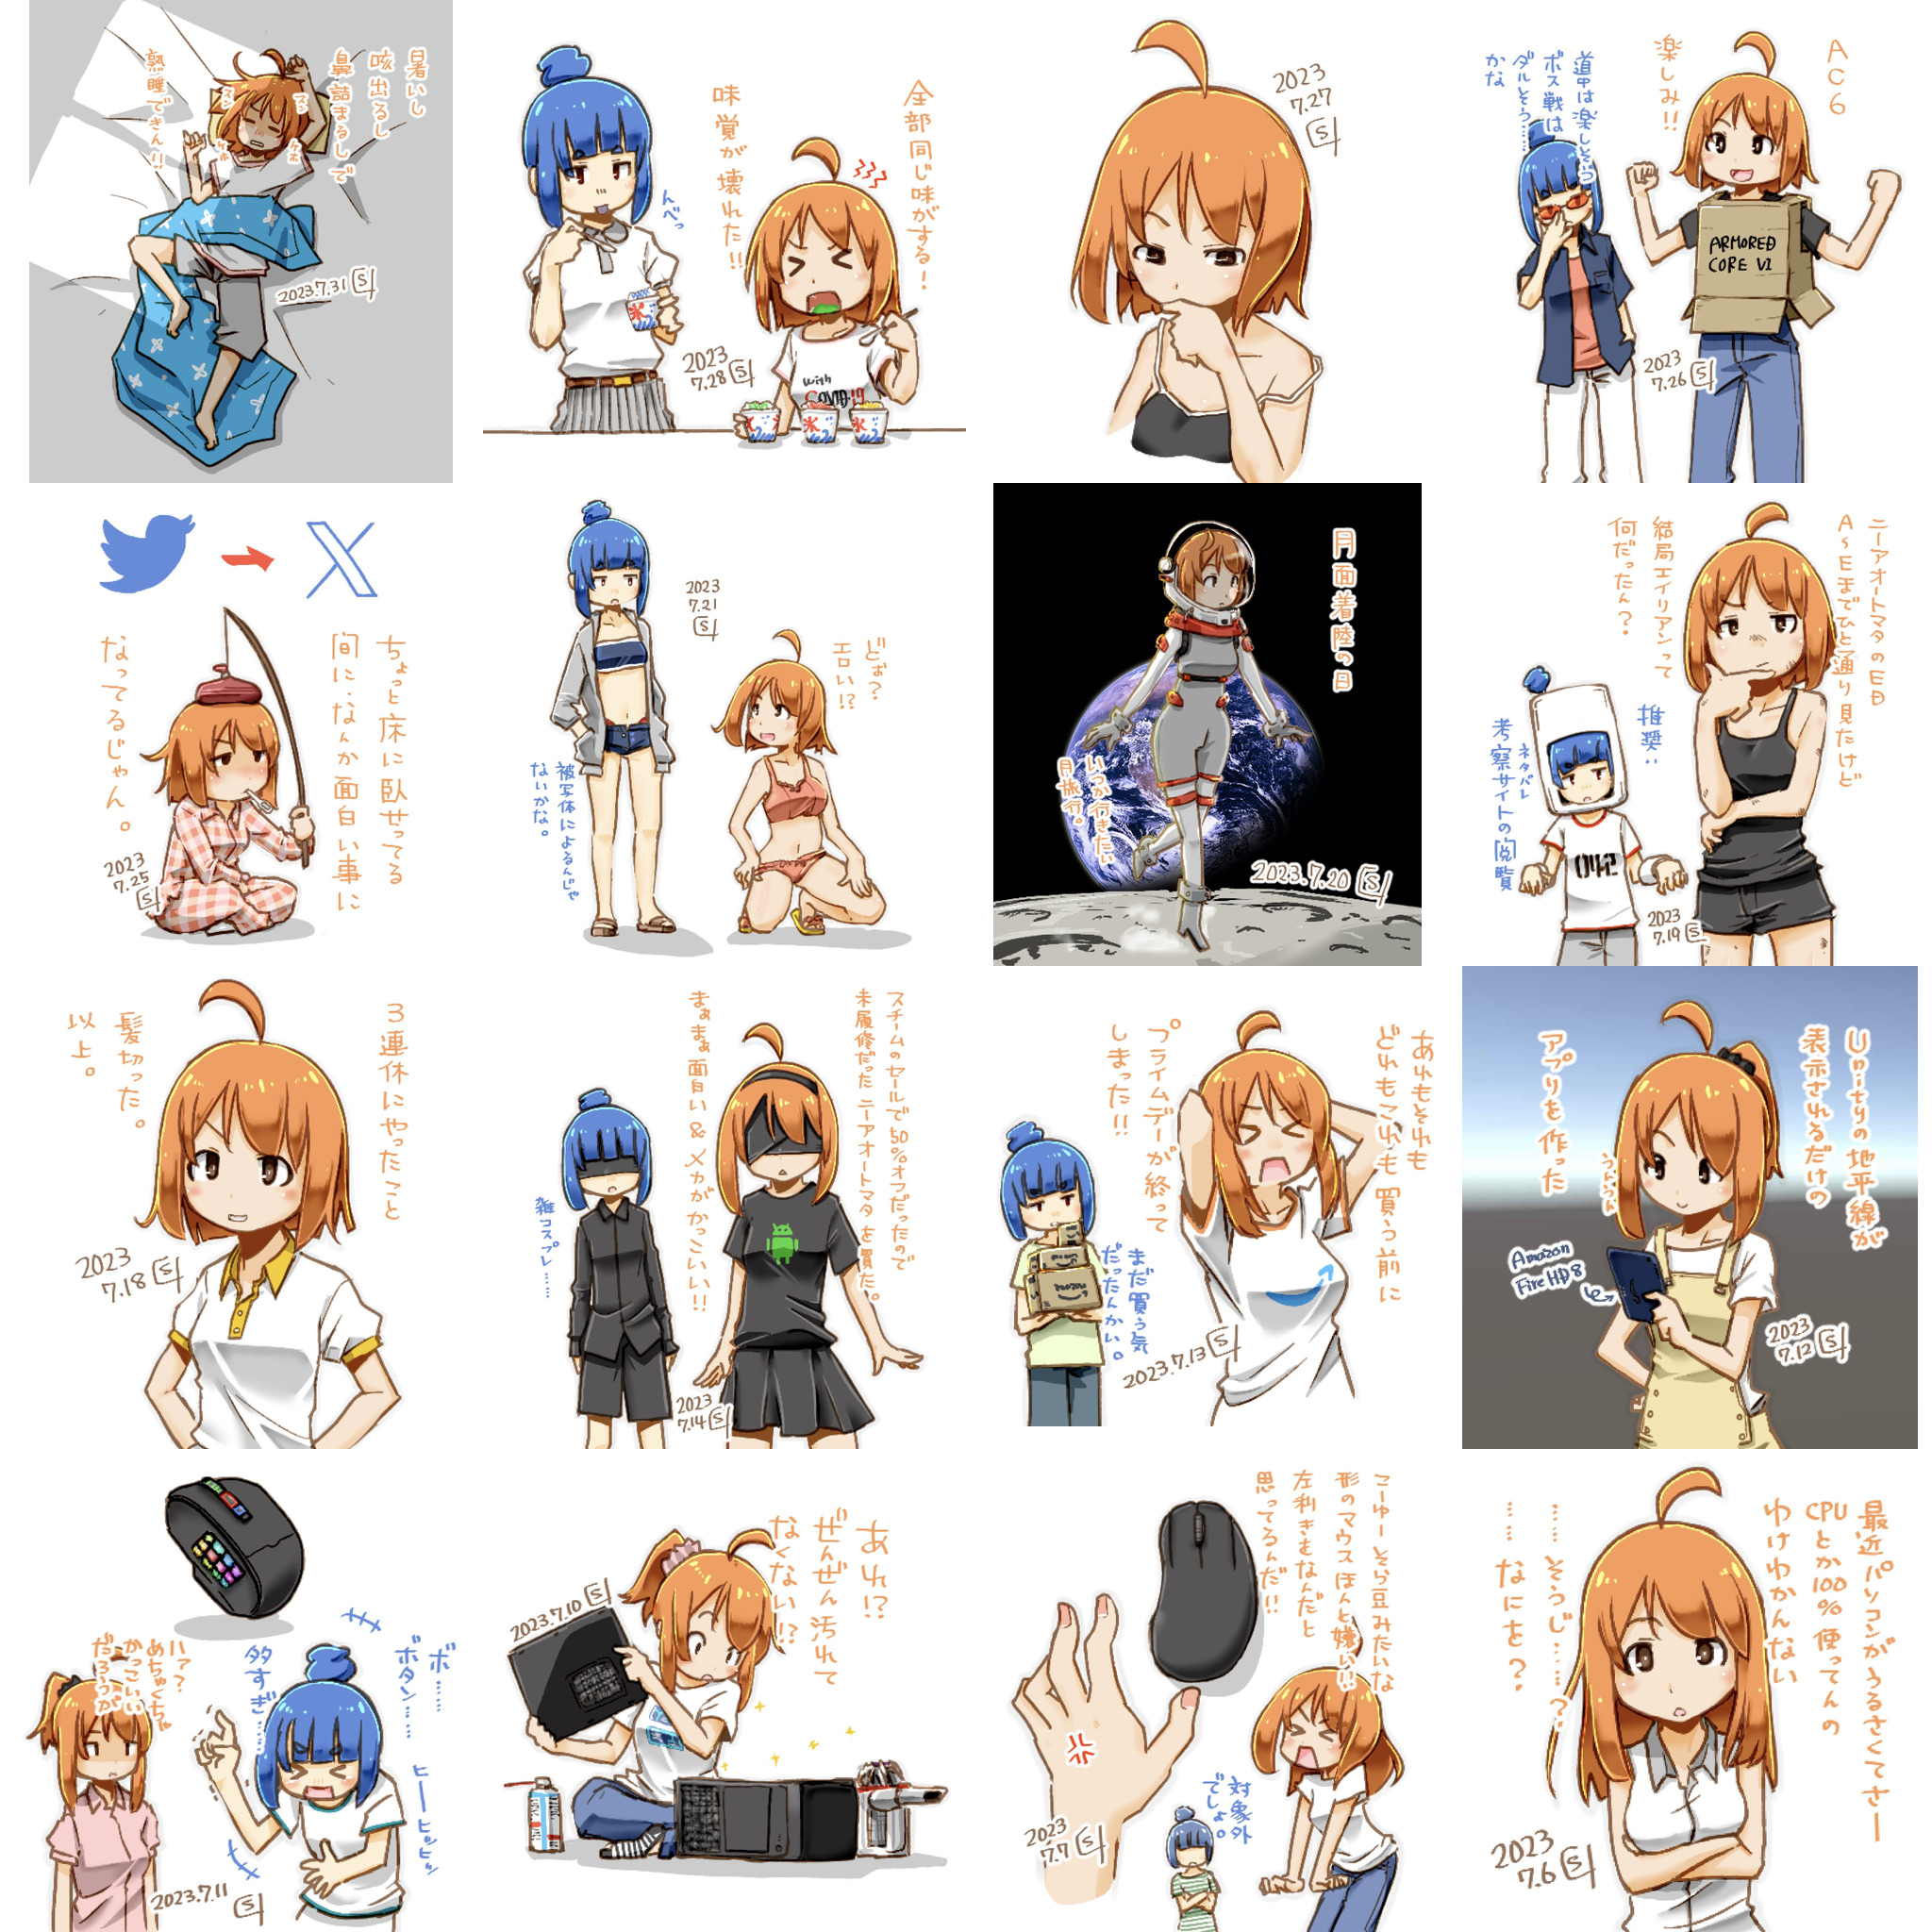 暑いし
咳出るし
鼻詰まるしで
熟睡できん!!
2023.7.31
全部同じ味がする!
味覚が壊れた!!
んべっ
2023
7.28
with
COVID-19
2023
7.27
AC6
楽しみ!!
道中は楽しそうだ
ボス戦は
ダルそう……
かな
ARMORED
CORE VI
2023
7.26
ちょっと床に臥せってる
間に、なんか面白い事に
なってるじゃん。
2023
7.25
どお?
エロい!?
被写体によるんじゃ
ないかな。
2023
7.21
月面着陸の日
いつか行きたい
月旅行。
2023.7.20
ニーアオートマタのED
AsEまでひと通り見たけど
結局エイリアンって
何だったん?
推奨:
ネタバレ
考察サイトの閲覧
2023
7.19
3連休にやったこと
髪切った。
以上。
2023
7.18
スチームのセールで50%オフだったので
未履修だったニーアオートマタを買った。
まぁまぁ面白い&メカがかっこいい!!
雑コスプレ……
2023
7.14
あれもそれも
どれもこれも買う前に
プライムデーが終って
しまった!!
まだ買う気
だったんかい。
amazon
2023.7.13
Unityの地平線が
表示されるだけの
アプリを作った
うんうん
Amazon
Fire HD8
2023
7.12
ボ……
ボタン……
多すぎ……
ヒーヒッヒッ
ハァ?
めちゃくちゃ
かっこいい
だろうが
2023.7.11
あれ!?
ぜんぜん汚れて
なくない!?
2023.7.10
こーゆーそら豆みたいな
形のマウスほんと嫌い!!
左利きをなんだと
思ってるんだ!!
対象外
でしょ。
2023
7.7
最近パソコンがうるさくてさー
CPUとか100%使ってんの
わけわかんない
……そうじ……?
……なにを?
2023
7.6